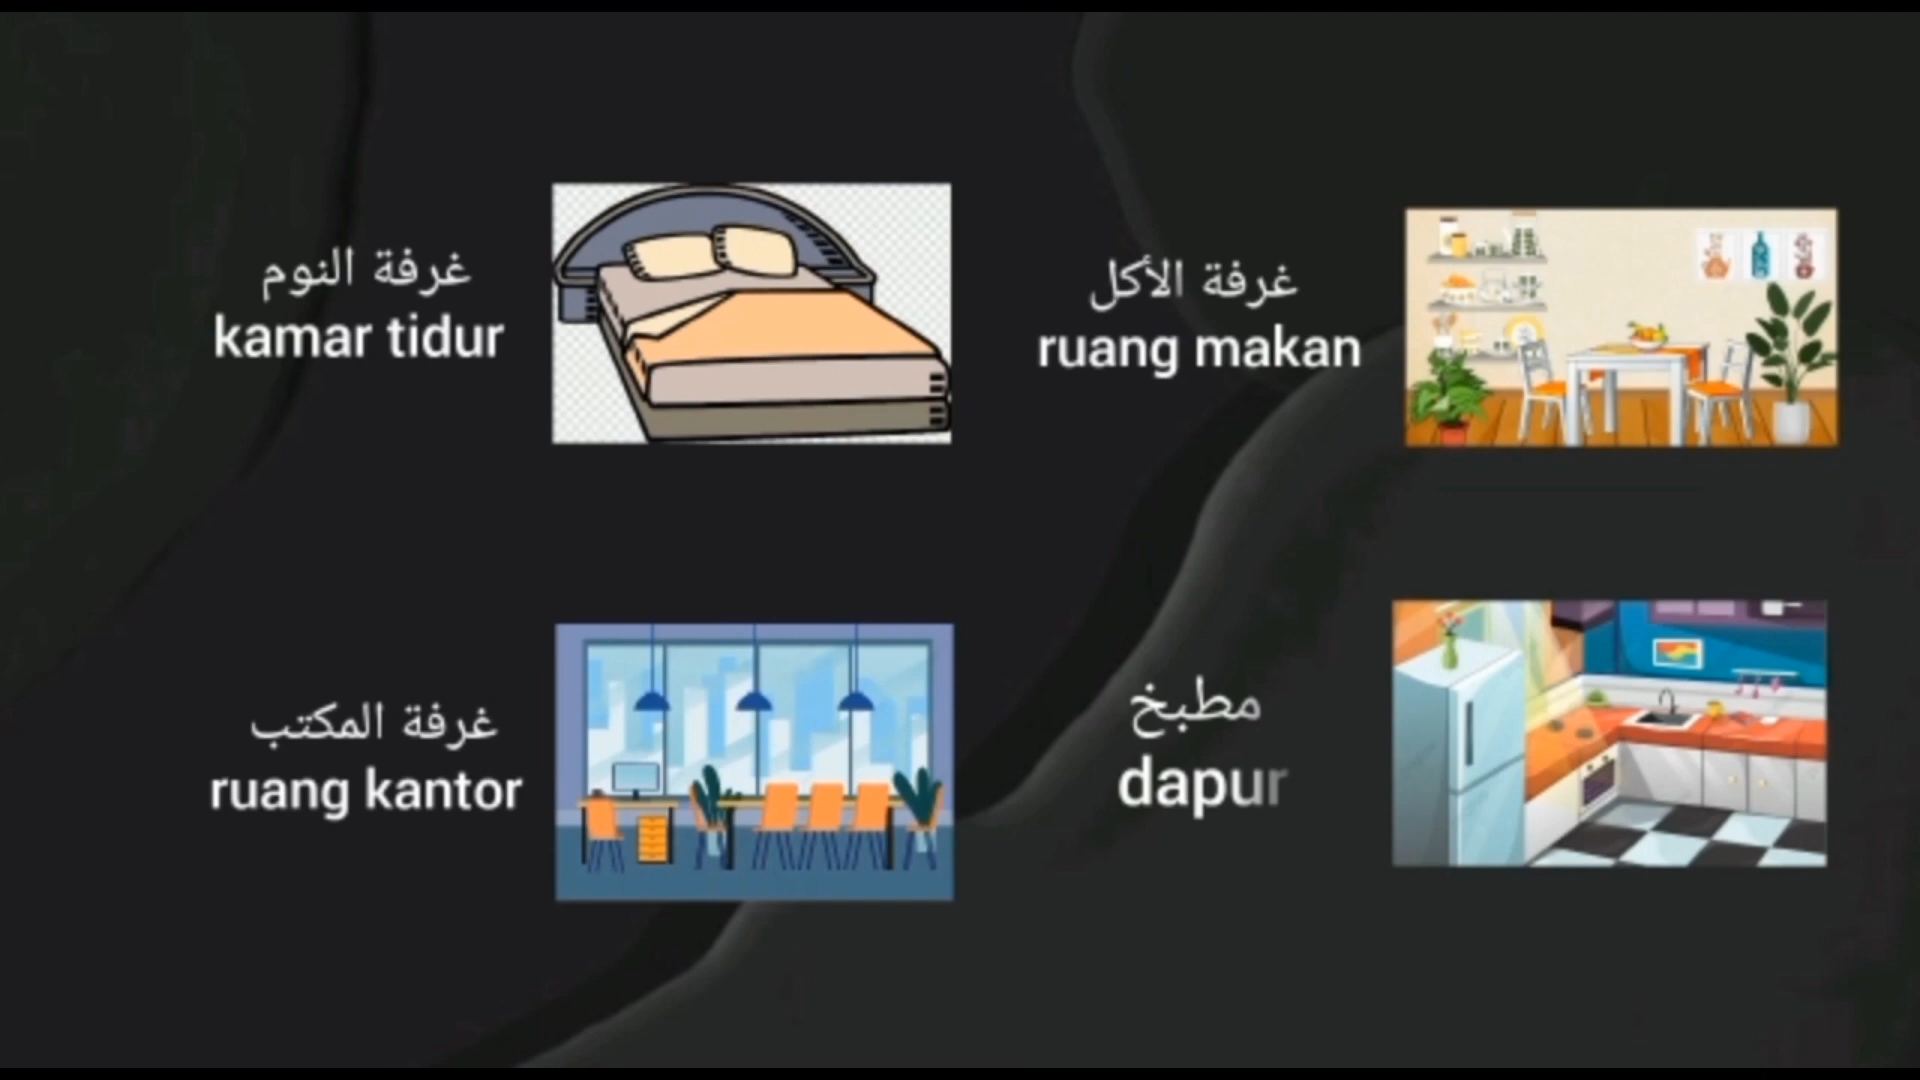 غرفة النوم
kamar tidur
غرفة الأكل
ruang makan
غرفة المكتب
ruang kantor
مطبخ
dapur